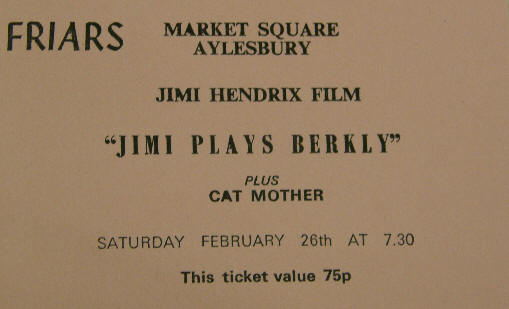 FRIARS
MARKET SQUARE
AYLESBURY
JIMI HENDRIX FILM
"JIMI PLAYS BERKLY"
PLUS
CAT MOTHER
SATURDAY FEBRUARY 26th AT 7.30
This ticket value 75p